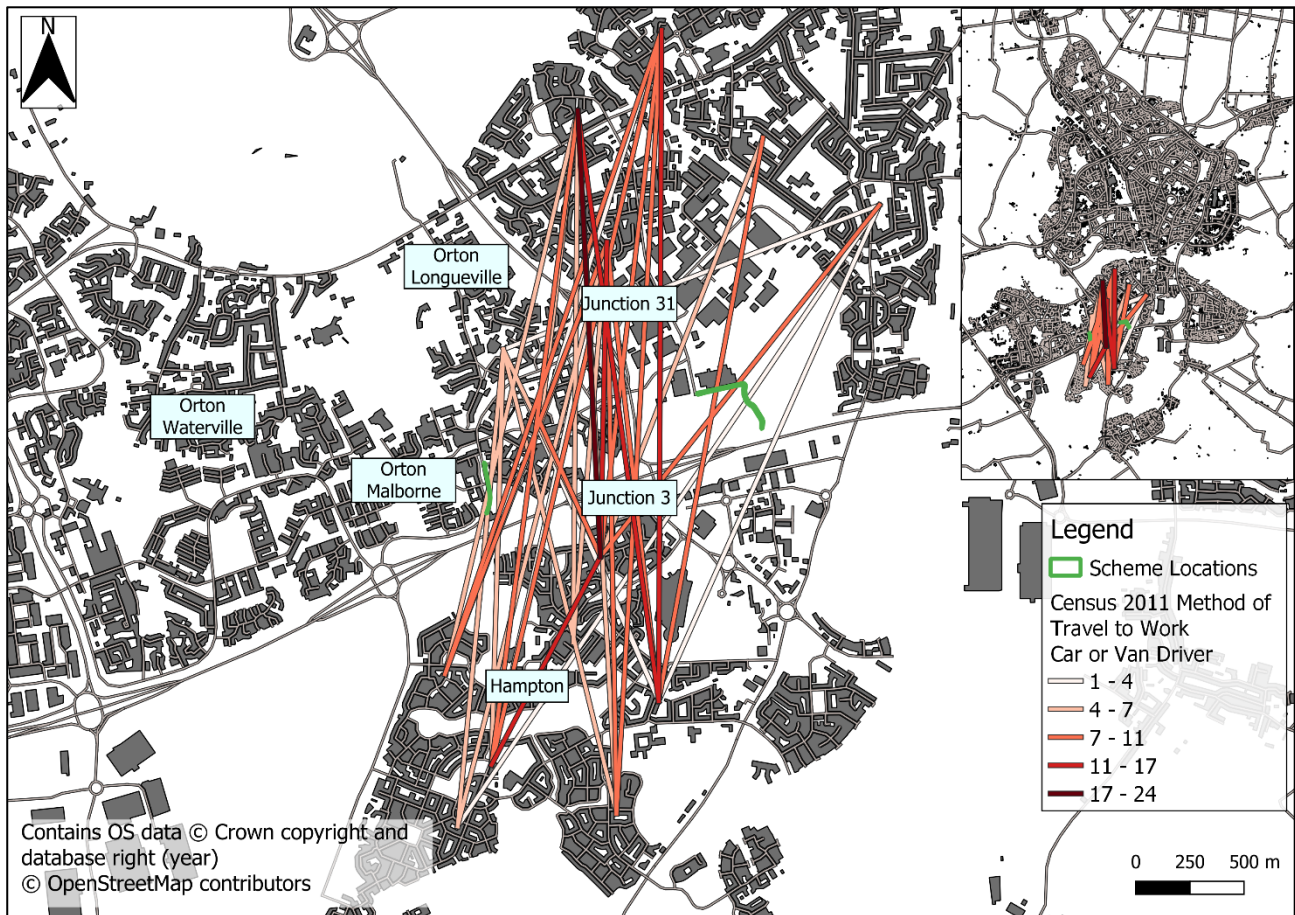 N
Orton
Longueville
Junction 31
Orton
Waterville
Orton
Malborne
Junction 3
Hampton
Legend
Scheme Locations
Census 2011 Method of
Travel to Work
Car or Van Driver
1 - 4
4 - 7
7 - 11
11 - 17
17 - 24
Contains OS data © Crown copyright and
database right (year)
© OpenStreetMap contributors
0 250 500 m